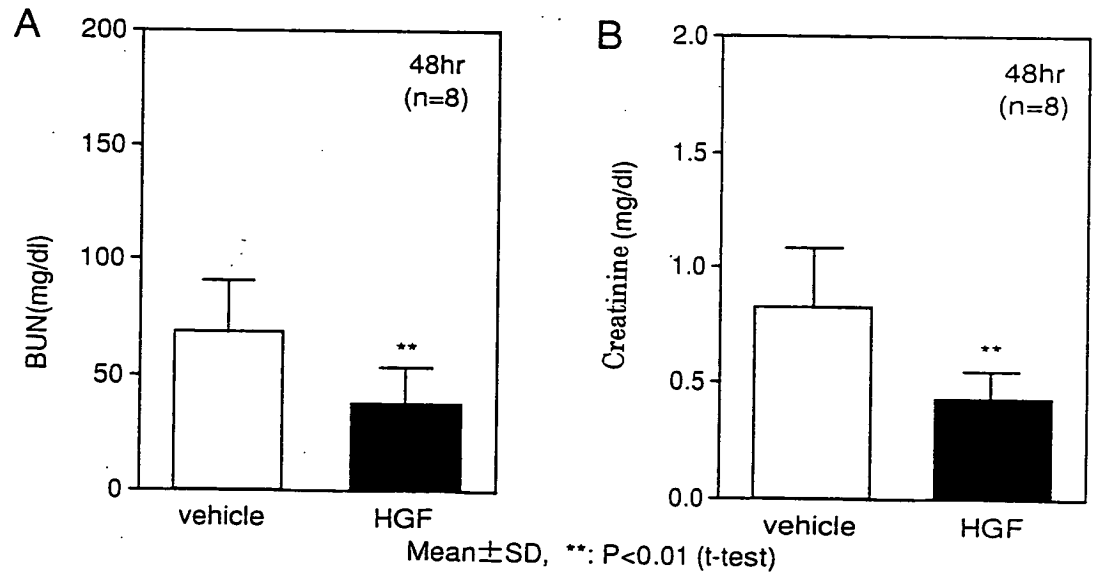 A
200
150
100
50
0
BUN(mg/dl)
48hr
(n=8)
**
vehicle
HGF
B
2.0
1.5
1.0
0.5
0.0
Creatinine (mg/dl)
48hr
(n=8)
**
vehicle
HGF
Mean±SD, **: P<0.01 (t-test)